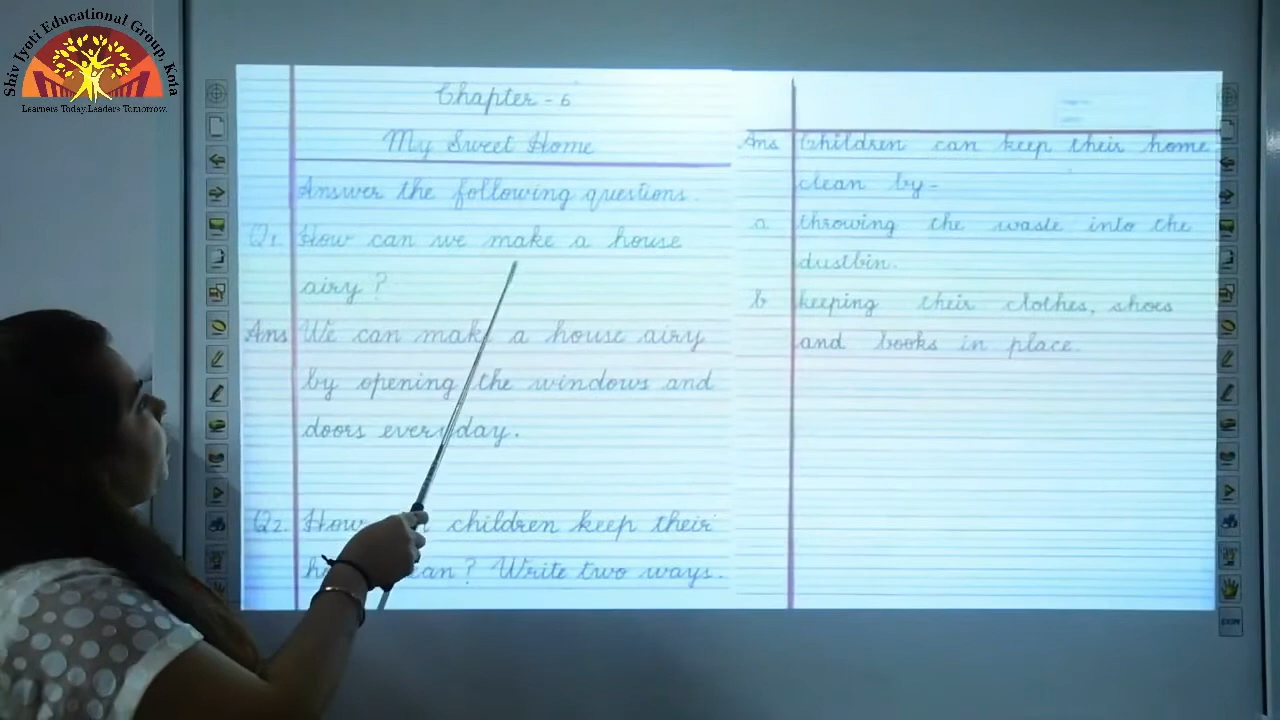 Shiv Jyoti Educational Group, Kota
Learners Today.Leaders Tomorrow.
Chapter - 6
My Sweet Home
Answer the following questions.
Q1. How can we make a house
airy?
Ans We can make a house airy
by opening the windows and
doors every day.
Q2. How children keep their
? Write two ways.
Ans Children can keep their home
clean by-
a throwing the waste into the
dustbin.
b keeping their clothes, shoes
and books in place.